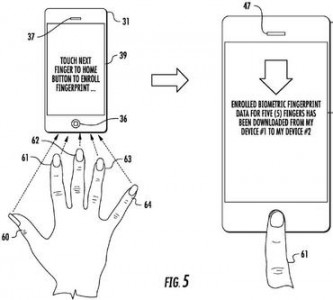 37
31
39
TOUCH NEXT
FINGER TO HOME
BUTTON TO ENROLL
FINGERPRINT ...
36
62
61
63
64
60
47
ENROLLED BIOMETRIC FINGERPRINT
DATA FOR FIVE (5) FINGERS HAS
BEEN DOWNLOADED FROM MY
DEVICE #1 TO MY DEVICE #2
61
FIG. 5